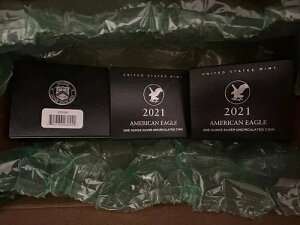 UNITED STATES MINT
2021
AMERICAN EAGLE
ONE OUNCE SILVER UNCIRCULATED COIN
UNITED STATES MINT
2021
AMERICAN EAGLE
ONE OUNCE SILVER UNCIRCULATED COIN